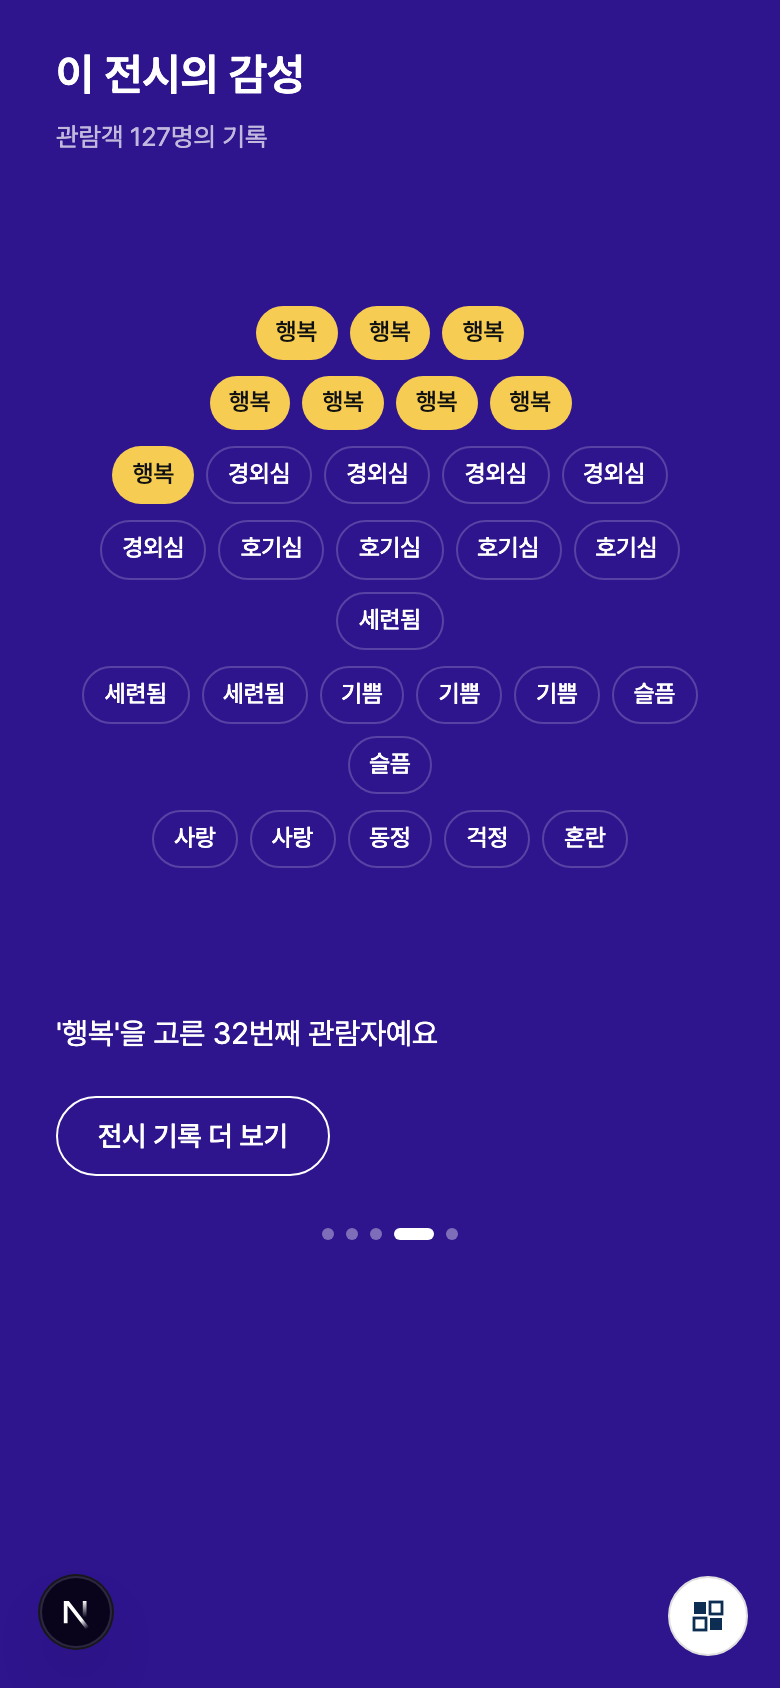 이 전시의 감성
관람객 127명의 기록
행복 행복 행복
행복 행복 행복 행복
행복 경외심 경외심 경외심 경외심
경외심 호기심 호기심 호기심 호기심
세련됨
세련됨 세련됨 기쁨 기쁨 기쁨 슬픔
슬픔
사랑 사랑 동정 걱정 혼란
'행복'을 고른 32번째 관람자예요
전시 기록 더 보기
N